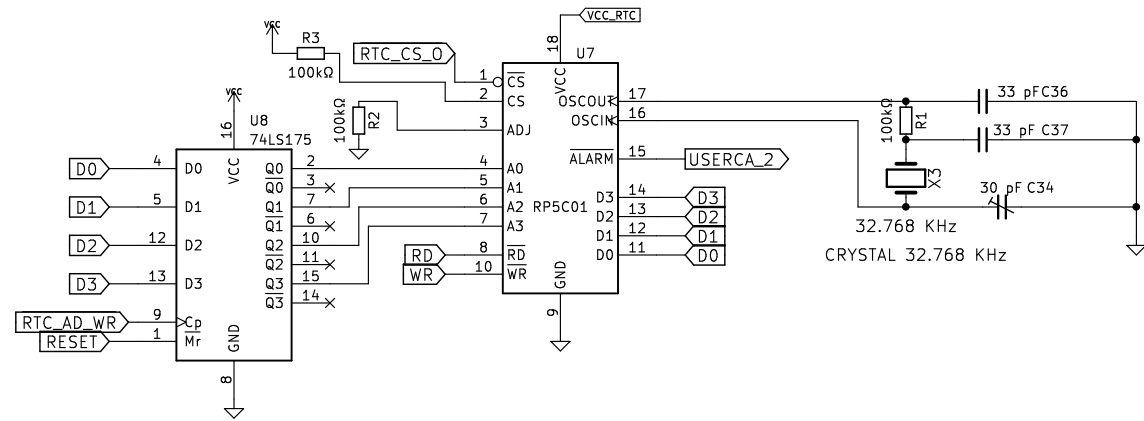 VCC
R3
100kΩ
RTC_CS_0
VCC_RTC
18
U7
VCC
1
CS
2
CS
3
ADJ
4
A0
5
A1
6
A2
7
A3
8
RD
10
WR
RD
WR
RP5C01
OSCOUT
17
OSCIN
16
ALARM
15
USERCA_2
D3
14
D3
D2
13
D2
D1
12
D1
D0
11
D0
GND
9
100kΩ
R2
VCC
16
U8
74LS175
VCC
D0
4
D0
D1
5
D1
D2
12
D2
D3
13
D3
RTC_AD_WR
9
Cp
RESET
1
Mr
Q0
2
Q0
3
Q1
7
Q1
6
Q2
10
Q2
11
Q3
15
Q3
14
GND
8
100kΩ
R1
33 pF C36
33 pF C37
30 pF C34
X3
32.768 KHz
CRYSTAL 32.768 KHz